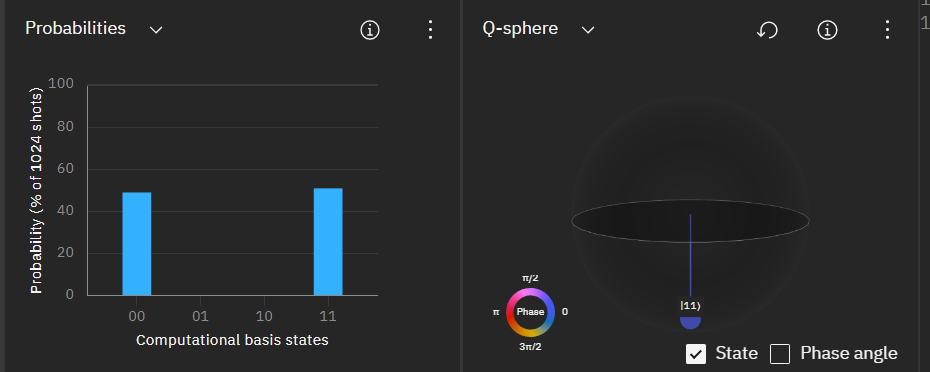 Probabilities
Q-sphere
Probability (% of 1024 shots)
100
80
60
40
20
0
00 01 10 11
Computational basis states
|11⟩
π/2
π Phase 0
3π/2
State Phase angle